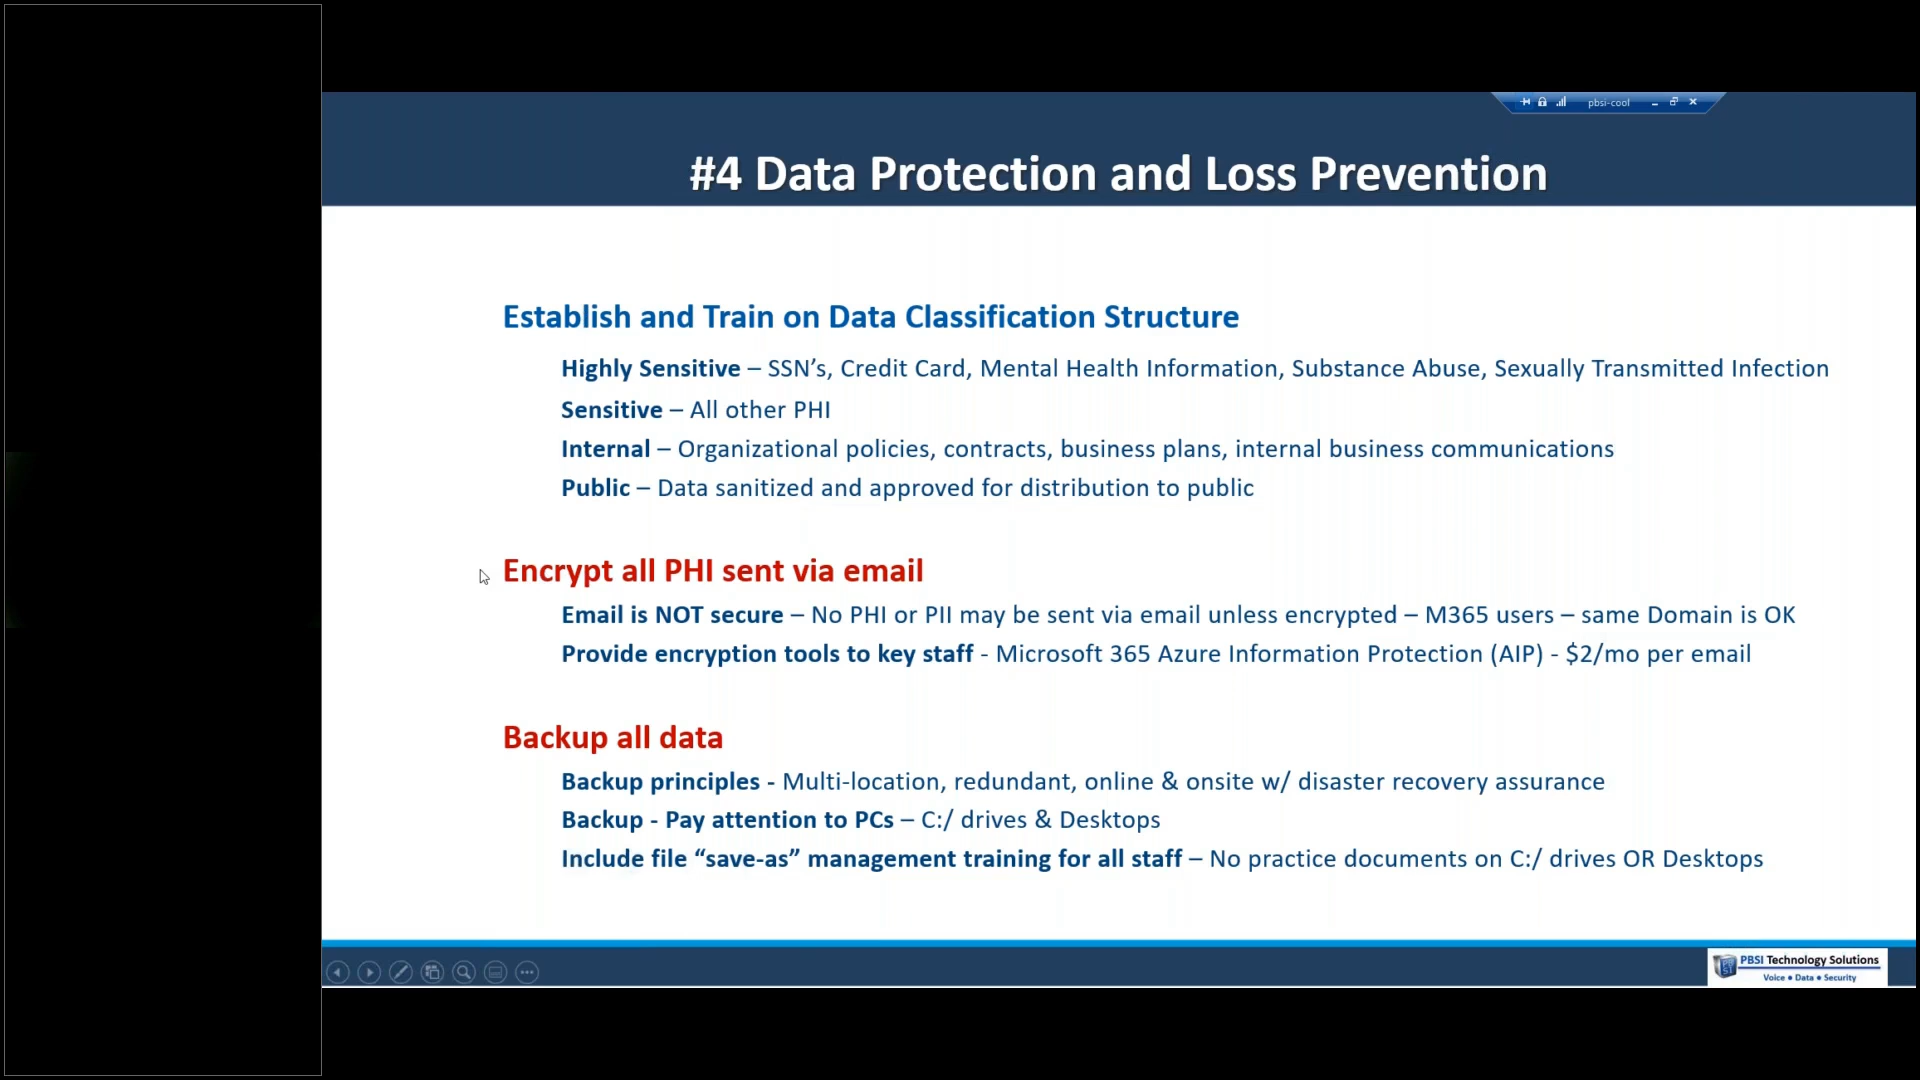 pbsi-cool
#4 Data Protection and Loss Prevention
Establish and Train on Data Classification Structure
Highly Sensitive – SSN’s, Credit Card, Mental Health Information, Substance Abuse, Sexually Transmitted Infection
Sensitive – All other PHI
Internal – Organizational policies, contracts, business plans, internal business communications
Public – Data sanitized and approved for distribution to public
Encrypt all PHI sent via email
Email is NOT secure – No PHI or PII may be sent via email unless encrypted – M365 users – same Domain is OK
Provide encryption tools to key staff - Microsoft 365 Azure Information Protection (AIP) - $2/mo per email
Backup all data
Backup principles - Multi-location, redundant, online & onsite w/ disaster recovery assurance
Backup - Pay attention to PCs – C:/ drives & Desktops
Include file “save-as” management training for all staff – No practice documents on C:/ drives OR Desktops
PBSI Technology Solutions
Voice • Data • Security